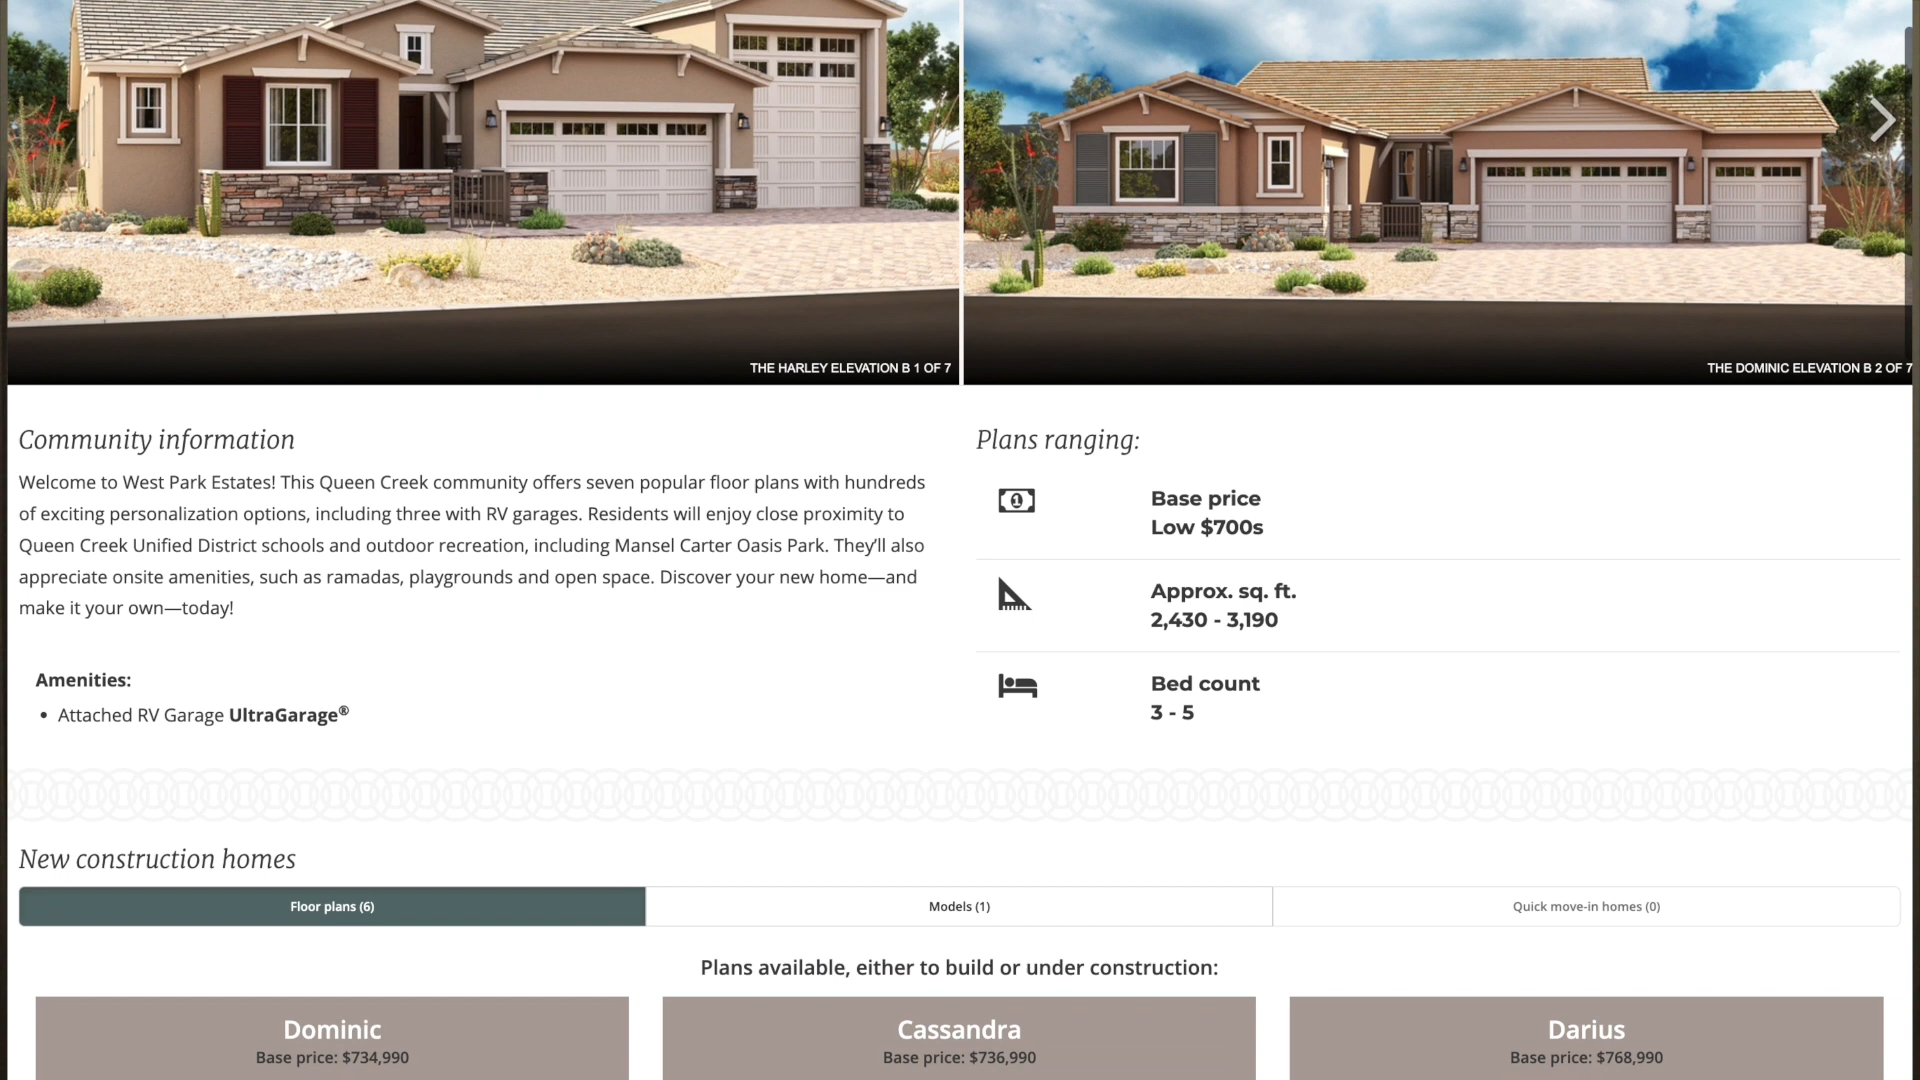 THE HARLEY ELEVATION B 1 OF 7
THE DOMINIC ELEVATION B 2 OF 7
Community information
Welcome to West Park Estates! This Queen Creek community offers seven popular floor plans with hundreds
of exciting personalization options, including three with RV garages. Residents will enjoy close proximity to
Queen Creek Unified District schools and outdoor recreation, including Mansel Carter Oasis Park. They’ll also
appreciate onsite amenities, such as ramadas, playgrounds and open space. Discover your new home—and
make it your own—today!
Amenities:
• Attached RV Garage UltraGarage®
Plans ranging:
Base price
Low $700s
Approx. sq. ft.
2,430 - 3,190
Bed count
3 - 5
New construction homes
Floor plans (6)
Models (1)
Quick move-in homes (0)
Plans available, either to build or under construction:
Dominic
Base price: $734,990
Cassandra
Base price: $736,990
Darius
Base price: $768,990